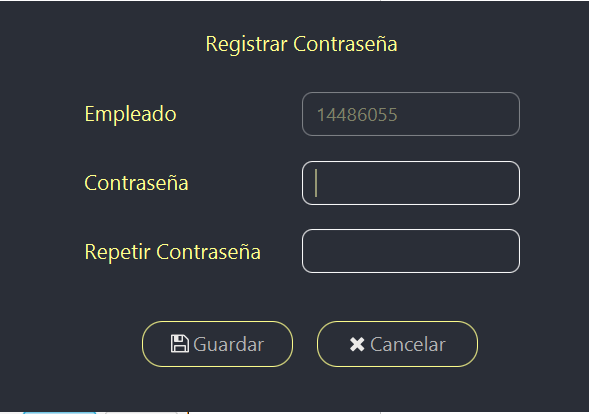 Registrar Contraseña
Empleado 14486055
Contraseña
Repetir Contraseña
Guardar Cancelar